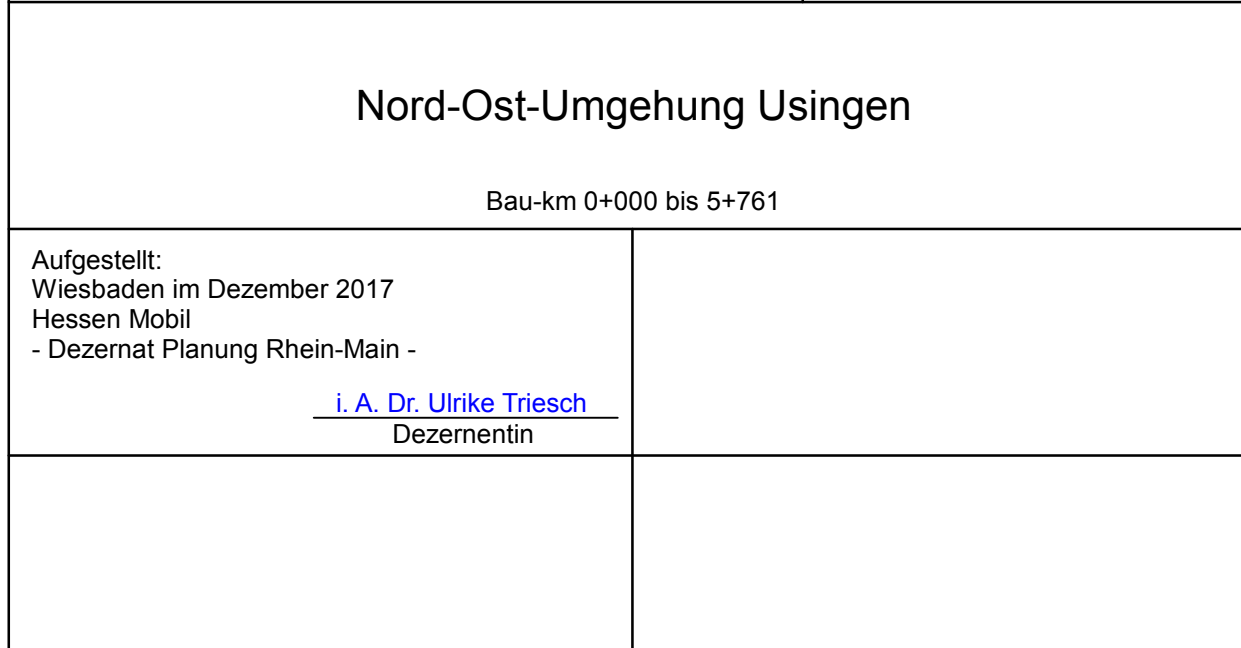 Nord-Ost-Umgehung Usingen
Bau-km 0+000 bis 5+761
Aufgestellt:
Wiesbaden im Dezember 2017
Hessen Mobil
- Dezernat Planung Rhein-Main -
i. A. Dr. Ulrike Triesch
Dezernentin